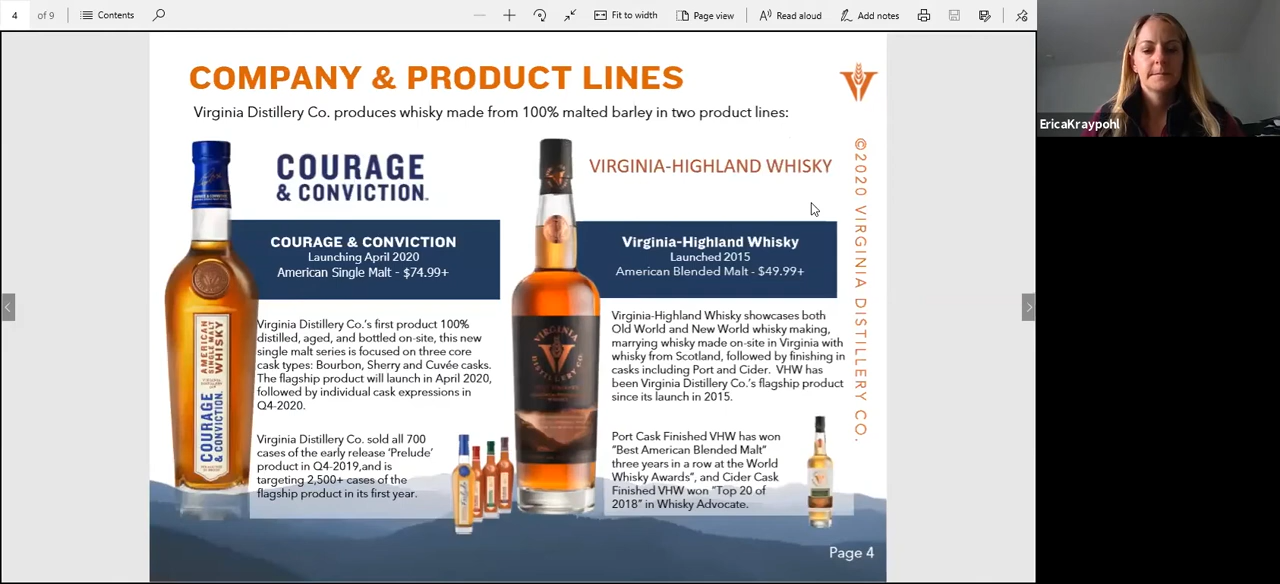 4 of 9 Contents Fit to width Page view Read aloud Add notes
COMPANY & PRODUCT LINES
Virginia Distillery Co. produces whisky made from 100% malted barley in two product lines:
COURAGE
& CONVICTION
COURAGE & CONVICTION
Launching April 2020
American Single Malt - $74.99+
Virginia Distillery Co.'s first product 100%
distilled, aged, and bottled on-site, this new
single malt series is focused on three core
cask types: Bourbon, Sherry and Cuvée casks.
The flagship product will launch in April 2020,
followed by individual cask expressions in
Q4-2020.
Virginia Distillery Co. sold all 700
cases of the early release 'Prelude'
product in Q4-2019,and is
targeting 2,500+ cases of the
flagship product in its first year.
AMERICAN
SINGLE MALT
WHISKY
COURAGE
& CONVICTION
VIRGINIA-HIGHLAND WHISKY
Virginia-Highland Whisky
Launched 2015
American Blended Malt - $49.99+
Virginia-Highland Whisky showcases both
Old World and New World whisky making,
marrying whisky made on-site in Virginia with
whisky from Scotland, followed by finishing in
casks including Port and Cider. VHW has
been Virginia Distillery Co.'s flagship product
since its launch in 2015.
Port Cask Finished VHW has won
"Best American Blended Malt"
three years in a row at the World
Whisky Awards", and Cider Cask
Finished VHW won "Top 20 of
2018" in Whisky Advocate.
VIRGINIA
DISTILLERY CO.
©2020 VIRGINIA DISTILLERY CO.
Page 4
EricaKraypohl